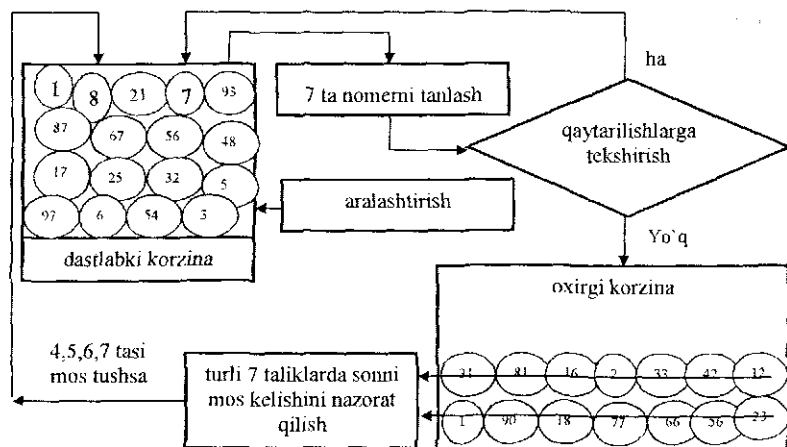 ha
1 8 21 7 93
7 ta nomerni tanlash
87 67 56 48
qaytarilishlarga
tekshirish
17 25 32 5
aralashtirish
97 6 54 3
dastlabki korzina
Yo`q
oxirgi korzina
4,5,6,7 tasi
mos tushsa
turli 7 taliklarda sonni
mos kelishini nazorat
qilish
31 81 16 2 33 42 12
1 90 18 77 66 56 23